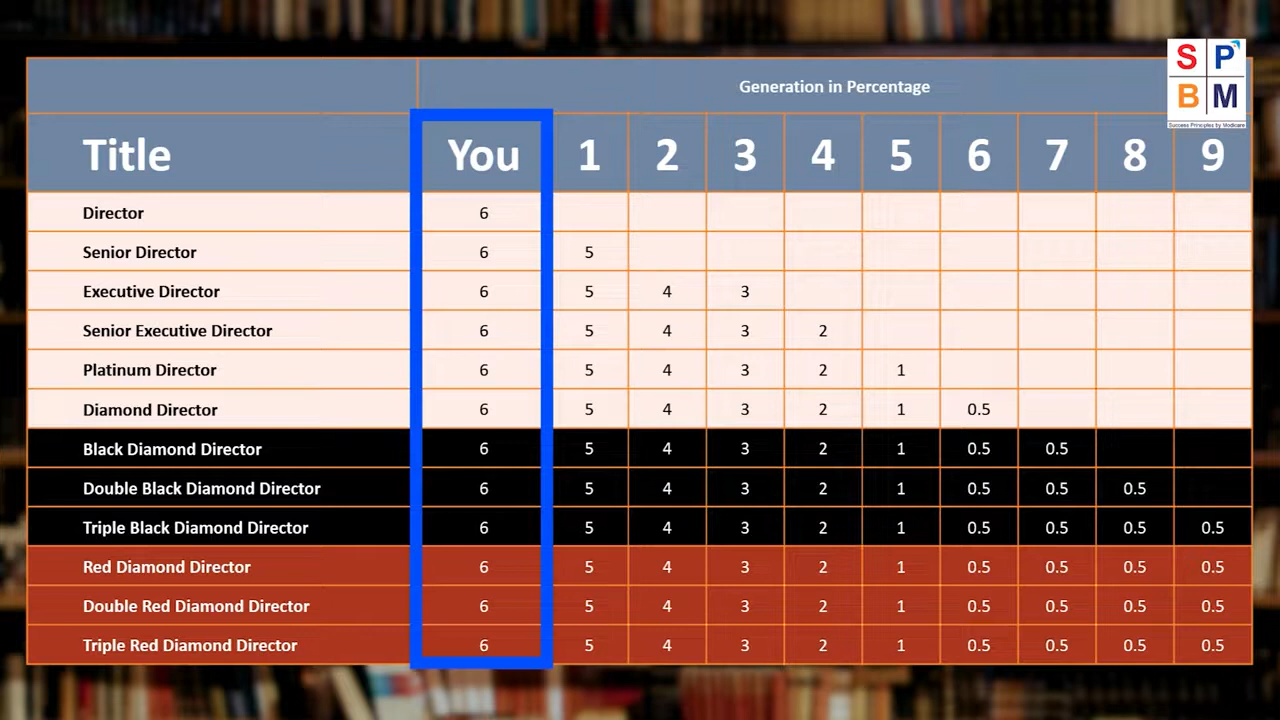 Generation in Percentage
S P
B M
Success Principles by Modicare
Title You 1 2 3 4 5 6 7 8 9
Director 6
Senior Director 6 5
Executive Director 6 5 4 3
Senior Executive Director 6 5 4 3 2
Platinum Director 6 5 4 3 2 1
Diamond Director 6 5 4 3 2 1 0.5
Black Diamond Director 6 5 4 3 2 1 0.5 0.5
Double Black Diamond Director 6 5 4 3 2 1 0.5 0.5 0.5
Triple Black Diamond Director 6 5 4 3 2 1 0.5 0.5 0.5 0.5
Red Diamond Director 6 5 4 3 2 1 0.5 0.5 0.5 0.5
Double Red Diamond Director 6 5 4 3 2 1 0.5 0.5 0.5 0.5
Triple Red Diamond Director 6 5 4 3 2 1 0.5 0.5 0.5 0.5